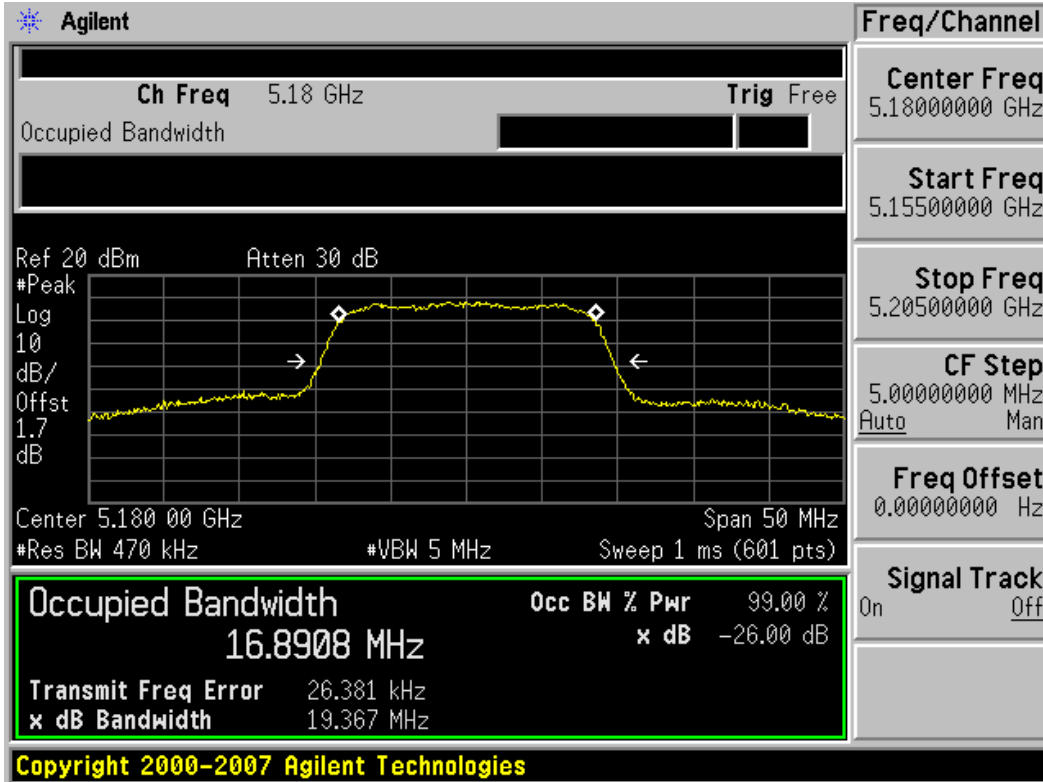 Agilent
Ch Freq 5.18 GHz Trig Free
Occupied Bandwidth
Ref 20 dBm Atten 30 dB
#Peak
Log
10
dB/
Offst
1.7
dB
Center 5.180 00 GHz Span 50 MHz
#Res BW 470 kHz #VBW 5 MHz Sweep 1 ms (601 pts)
Occupied Bandwidth
16.8908 MHz
Occ BW % Pwr 99.00 %
x dB -26.00 dB
Transmit Freq Error 26.381 kHz
x dB Bandwidth 19.367 MHz
Copyright 2000-2007 Agilent Technologies
Freq/Channel
Center Freq
5.18000000 GHz
Start Freq
5.15500000 GHz
Stop Freq
5.20500000 GHz
CF Step
5.00000000 MHz
Auto Man
Freq Offset
0.00000000 Hz
Signal Track
On Off